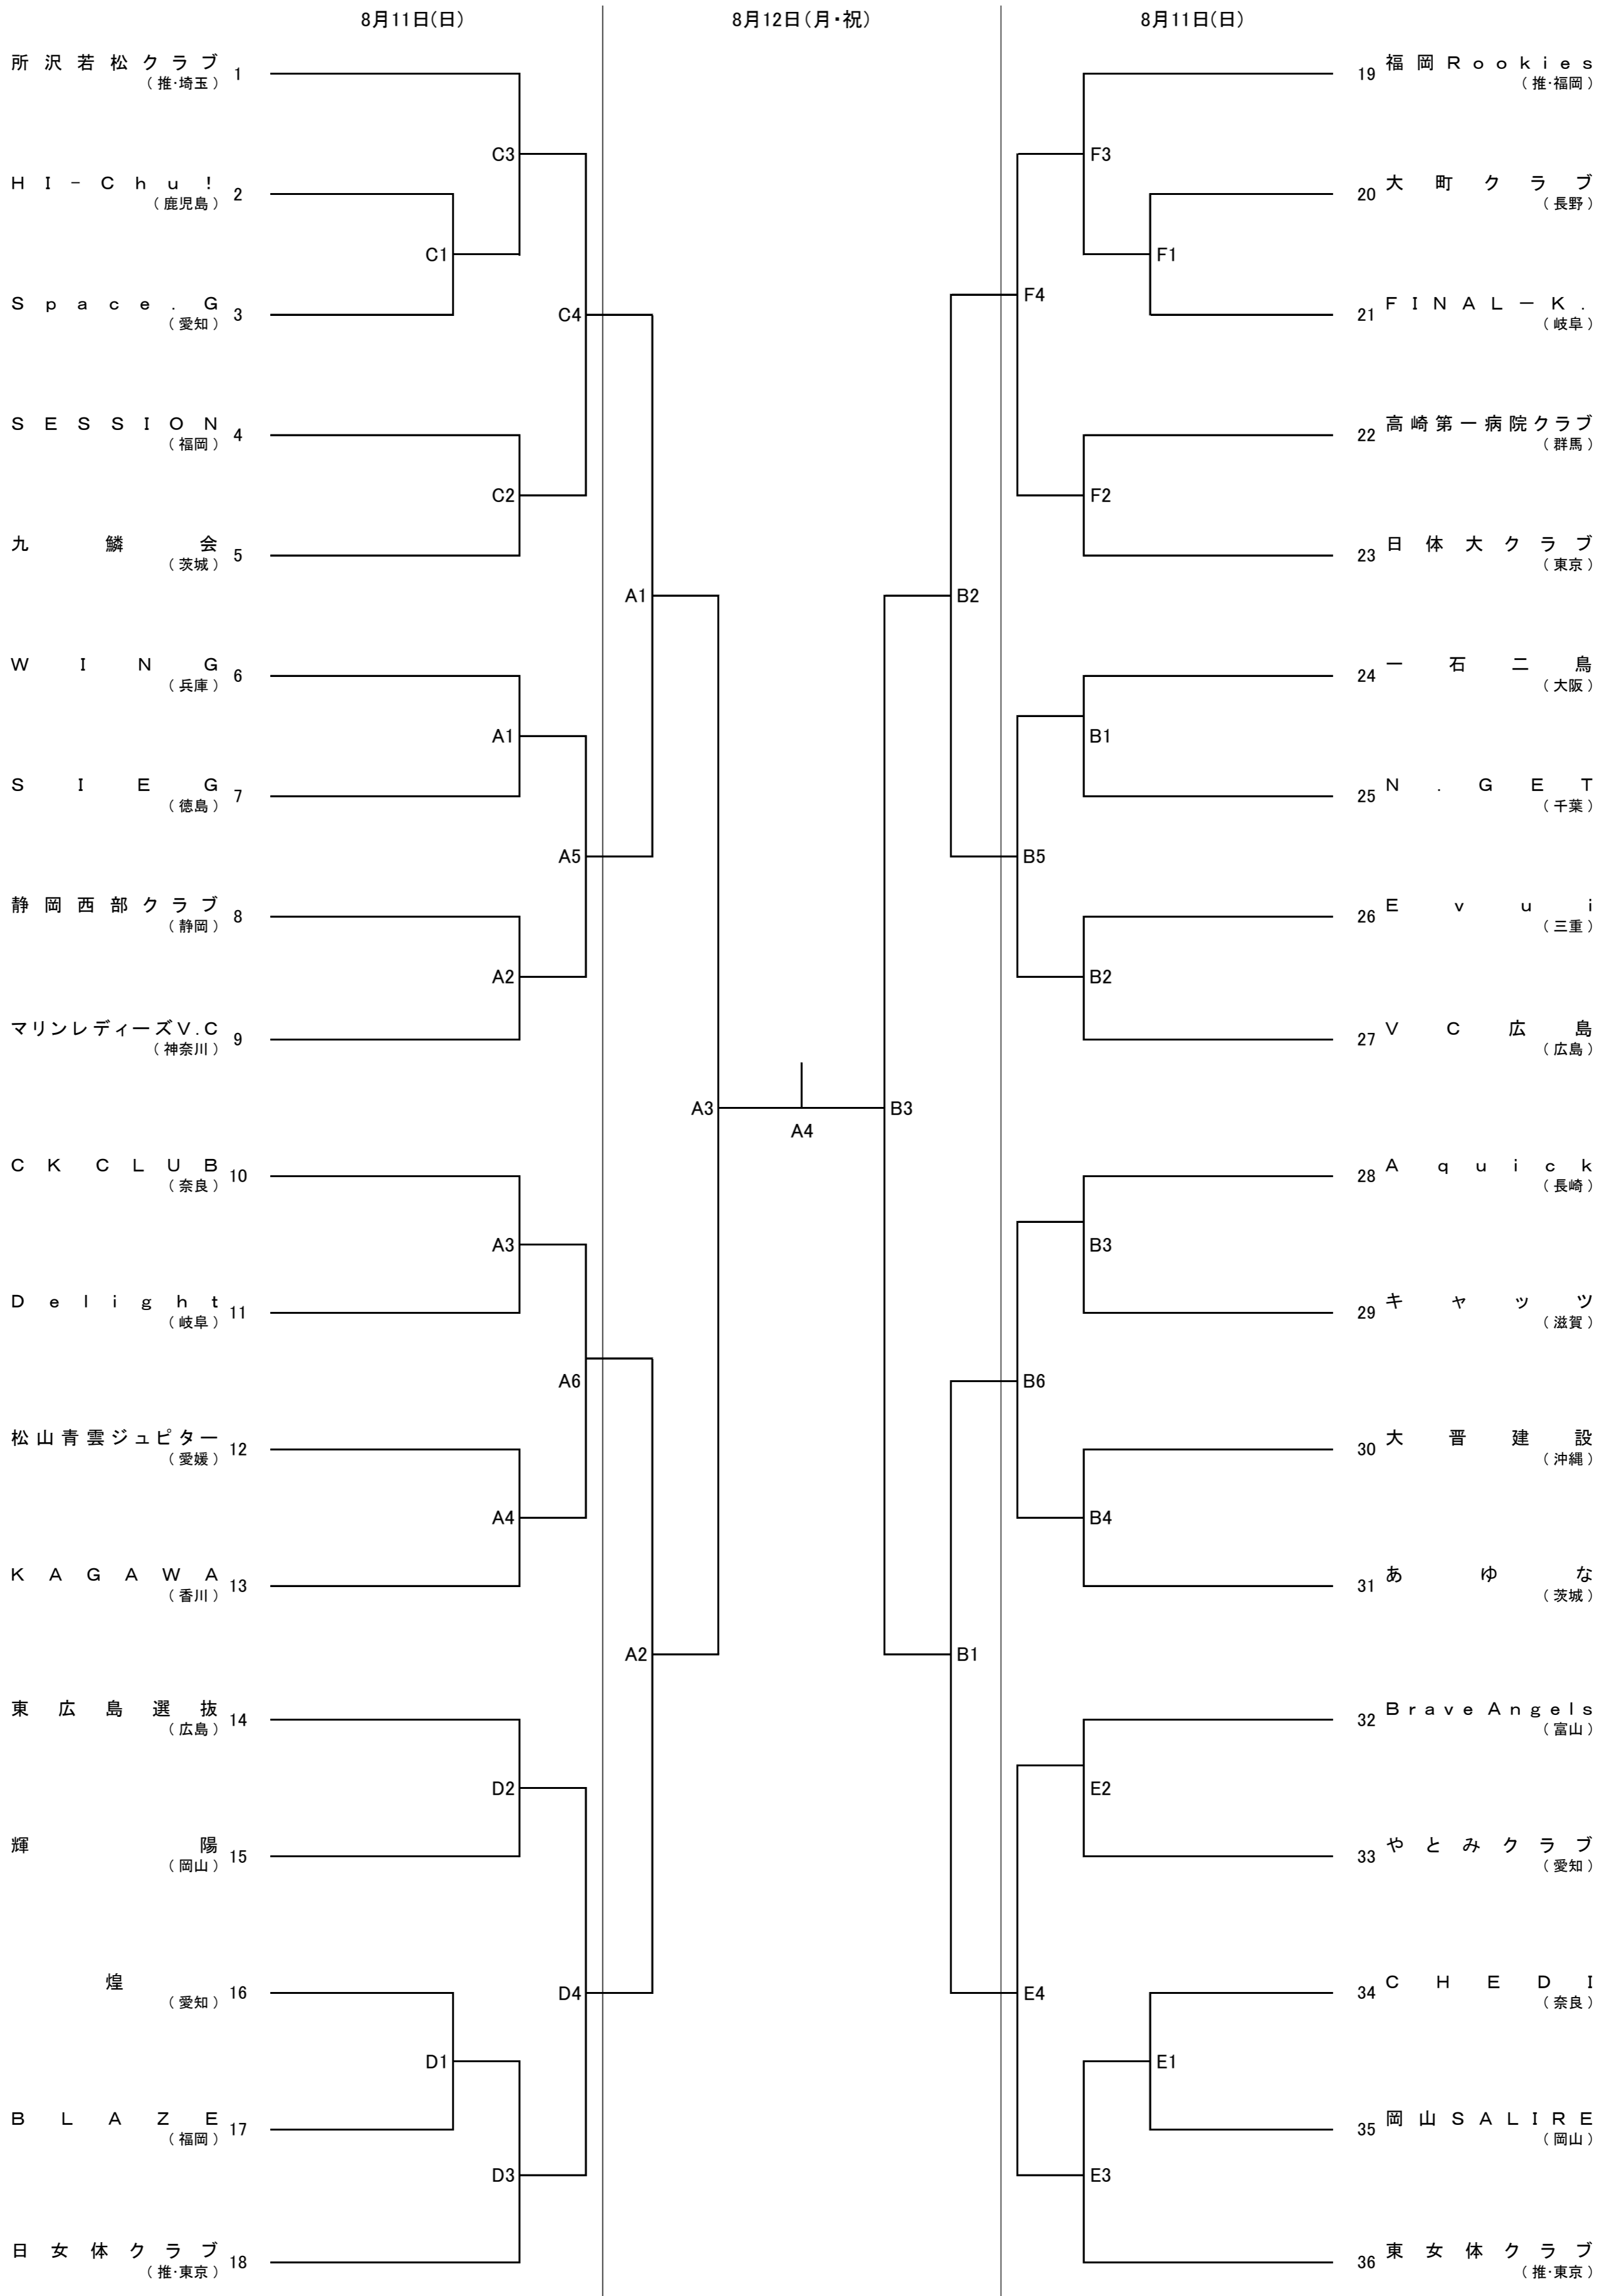 8月11日(日) 8月12日(月・祝) 8月11日(日)
所沢若松クラブ
(推・埼玉) 1
C3
HI-Chu!
(鹿児島) 2
C1
Space.G
(愛知) 3
C4
SESSION
(福岡) 4
C2
九鱗会
(茨城) 5
A1
WING
(兵庫) 6
A1
SIEG
(徳島) 7
A5
静岡西部クラブ
(静岡) 8
A2
マリンレディーズV.C
(神奈川) 9
A3
CK CLUB
(奈良) 10
A3
Delight
(岐阜) 11
A6
松山青雲ジュピター
(愛媛) 12
A4
KAGAWA
(香川) 13
A2
東広島選抜
(広島) 14
D2
輝陽
(岡山) 15
煌
(愛知) 16
D4
D1
BLAZE
(福岡) 17
D3
日女体クラブ
(推・東京) 18
A4
19 福岡Rookies
(推・福岡)
F3
20 大町クラブ
(長野)
F1
F4
21 FINAL-K.
(岐阜)
22 高崎第一病院クラブ
(群馬)
F2
23 日体大クラブ
(東京)
B2
24 一石二鳥
(大阪)
B1
25 N.GET
(千葉)
B5
26 Evui
(三重)
B2
27 VC広島
(広島)
B3
28 A quick
(長崎)
B3
29 キャッツ
(滋賀)
B6
30 大晋建設
(沖縄)
B4
31 あゆな
(茨城)
B1
32 Brave Angels
(富山)
E2
33 やとみクラブ
(愛知)
34 CHEDI
(奈良)
E4
E1
35 岡山SALIRE
(岡山)
E3
36 東女体クラブ
(推・東京)